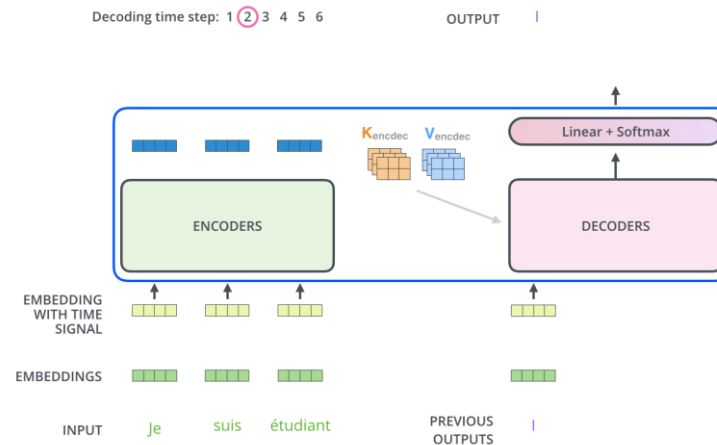 Decoding time step: 1 2 3 4 5 6
OUTPUT
I
Kencdec
Vencdec
Linear + Softmax
ENCODERS
DECODERS
EMBEDDING
WITH TIME
SIGNAL
EMBEDDINGS
INPUT
Je
suis
étudiant
PREVIOUS
OUTPUTS
I